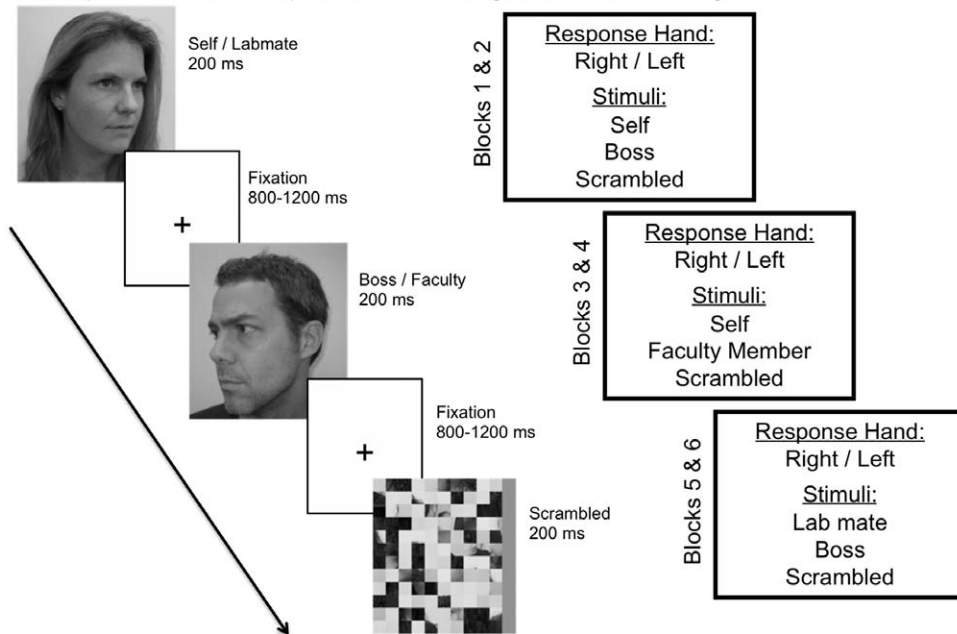 Self / Labmate
200 ms
Fixation
800-1200 ms
Boss / Faculty
200 ms
Fixation
800-1200 ms
Scrambled
200 ms
Blocks 1 & 2
Response Hand:
Right / Left
Stimuli:
Self
Boss
Scrambled
Blocks 3 & 4
Response Hand:
Right / Left
Stimuli:
Self
Faculty Member
Scrambled
Blocks 5 & 6
Response Hand:
Right / Left
Stimuli:
Lab mate
Boss
Scrambled